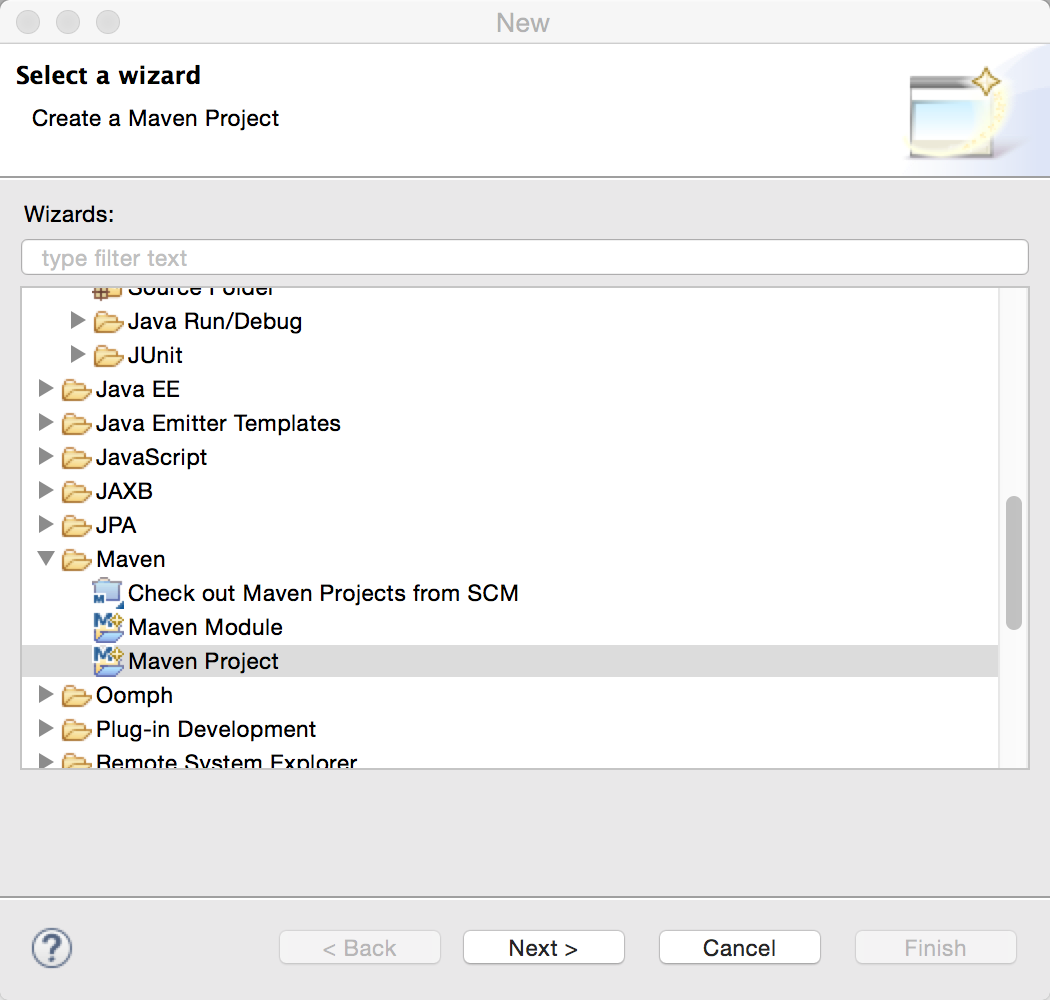 New
Select a wizard
Create a Maven Project
Wizards:
type filter text
Source Folder
Java Run/Debug
JUnit
Java EE
Java Emitter Templates
JavaScript
JAXB
JPA
Maven
Check out Maven Projects from SCM
Maven Module
Maven Project
Oomph
Plug-in Development
Remote System Explorer
? < Back Next > Cancel Finish